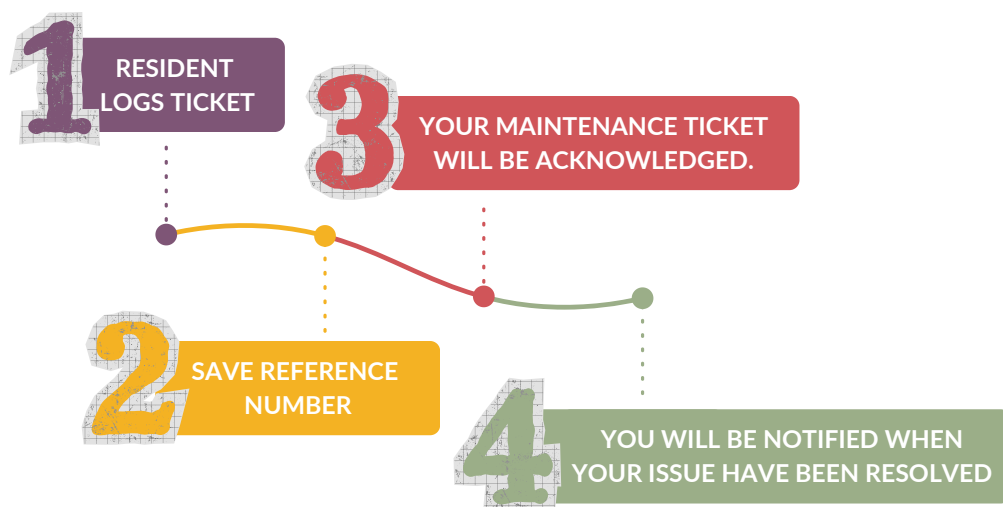 1
RESIDENT
LOGS TICKET
2
SAVE REFERENCE
NUMBER
3
YOUR MAINTENANCE TICKET
WILL BE ACKNOWLEDGED.
4
YOU WILL BE NOTIFIED WHEN
YOUR ISSUE HAVE BEEN RESOLVED